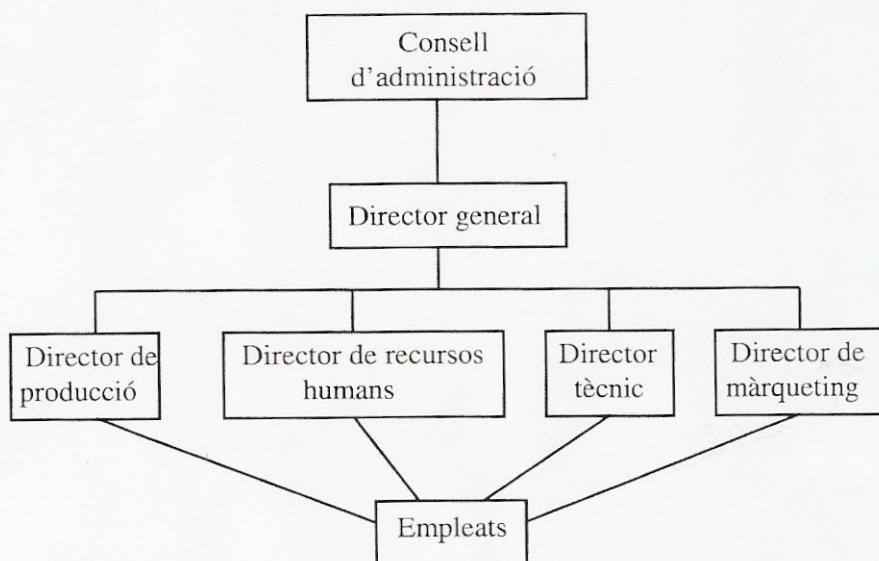 Consell
d'administració
Director general
Director de
producció
Director de recursos
humans
Director
tècnic
Director de
màrqueting
Empleats